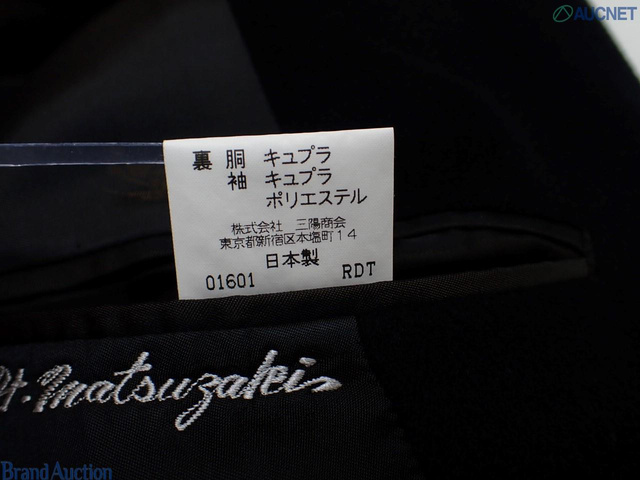 AUCNET
裏 胴 キュプラ
袖 キュプラ
ポリエステル
株式会社 三陽商会
東京都新宿区本塩町14
日本製
01601 RDT
H. Matsuzaki
Brand Auction